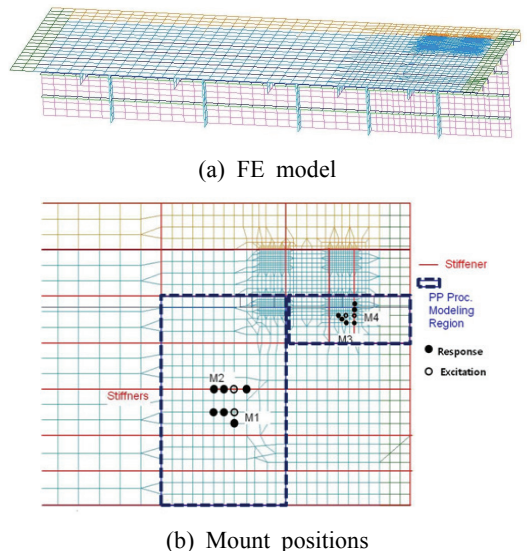 (a) FE model
Stiffener
PP Proc.
Modeling
Region
M4
M3
Response
M2
Excitation
Stiffners
M1
(b) Mount positions